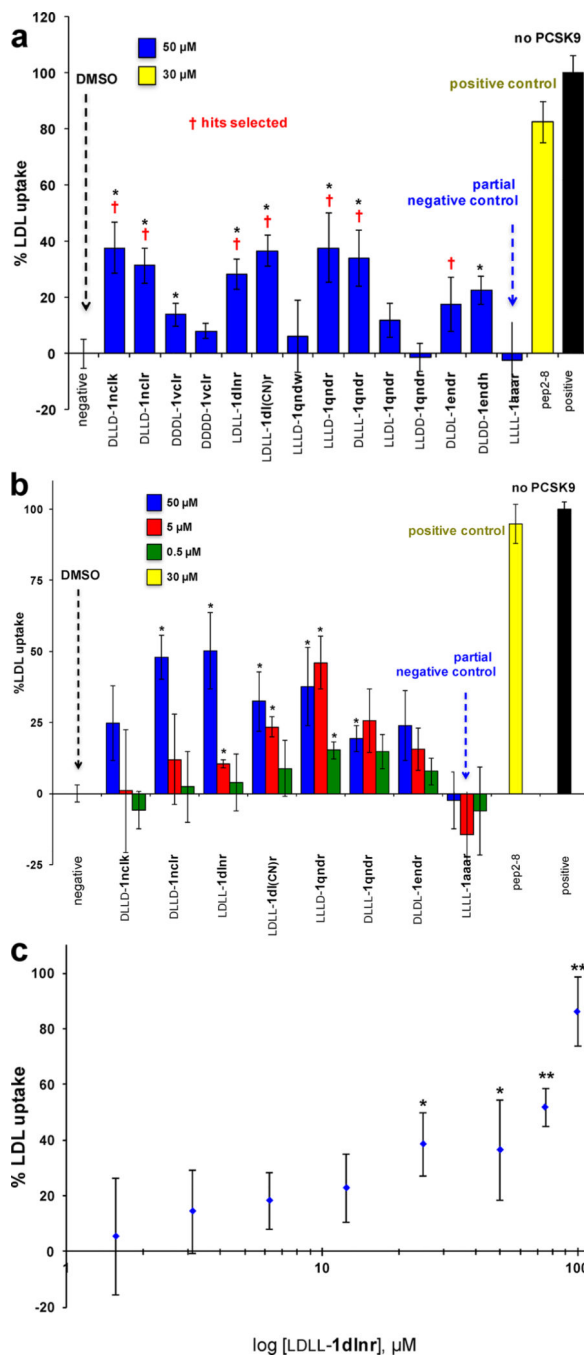 a
120
100
80
60
40
20
0
-20
% LDL uptake
50 µM
30 µM
no PCSK9
DMSO
positive control
† hits selected
partial
negative control
* * * * * * * *
† † † † † † †
negative
DLLD-1nclk
DLLD-1nclr
DDDL-1vclr
DDDD-1vclr
LDLL-1dlnr
LDLL-1dl(CN)r
LLLD-1qndw
LLLD-1qndr
DLLL-1qndr
LDLL-1qndr
LLDD-1qndr
DLDL-1endr
DLDD-1endh
LLLL-1aaar
pep2-8
positive
b
100
75
50
25
0
-25
%LDL uptake
50 µM
5 µM
0.5 µM
30 µM
no PCSK9
positive control
DMSO
partial
negative control
* * * * * * * * *
negative
DLLD-1nclk
DLLD-1nclr
LDLL-1dlnr
LDLL-1dl(CN)r
LLLD-1qndr
DLLL-1qndr
DLDL-1endr
LLLL-1aaar
pep2-8
positive
c
100
80
60
40
20
0
-20
% LDL uptake
* * ** **
1 10 100
log [LDLL-1dlnr], µM